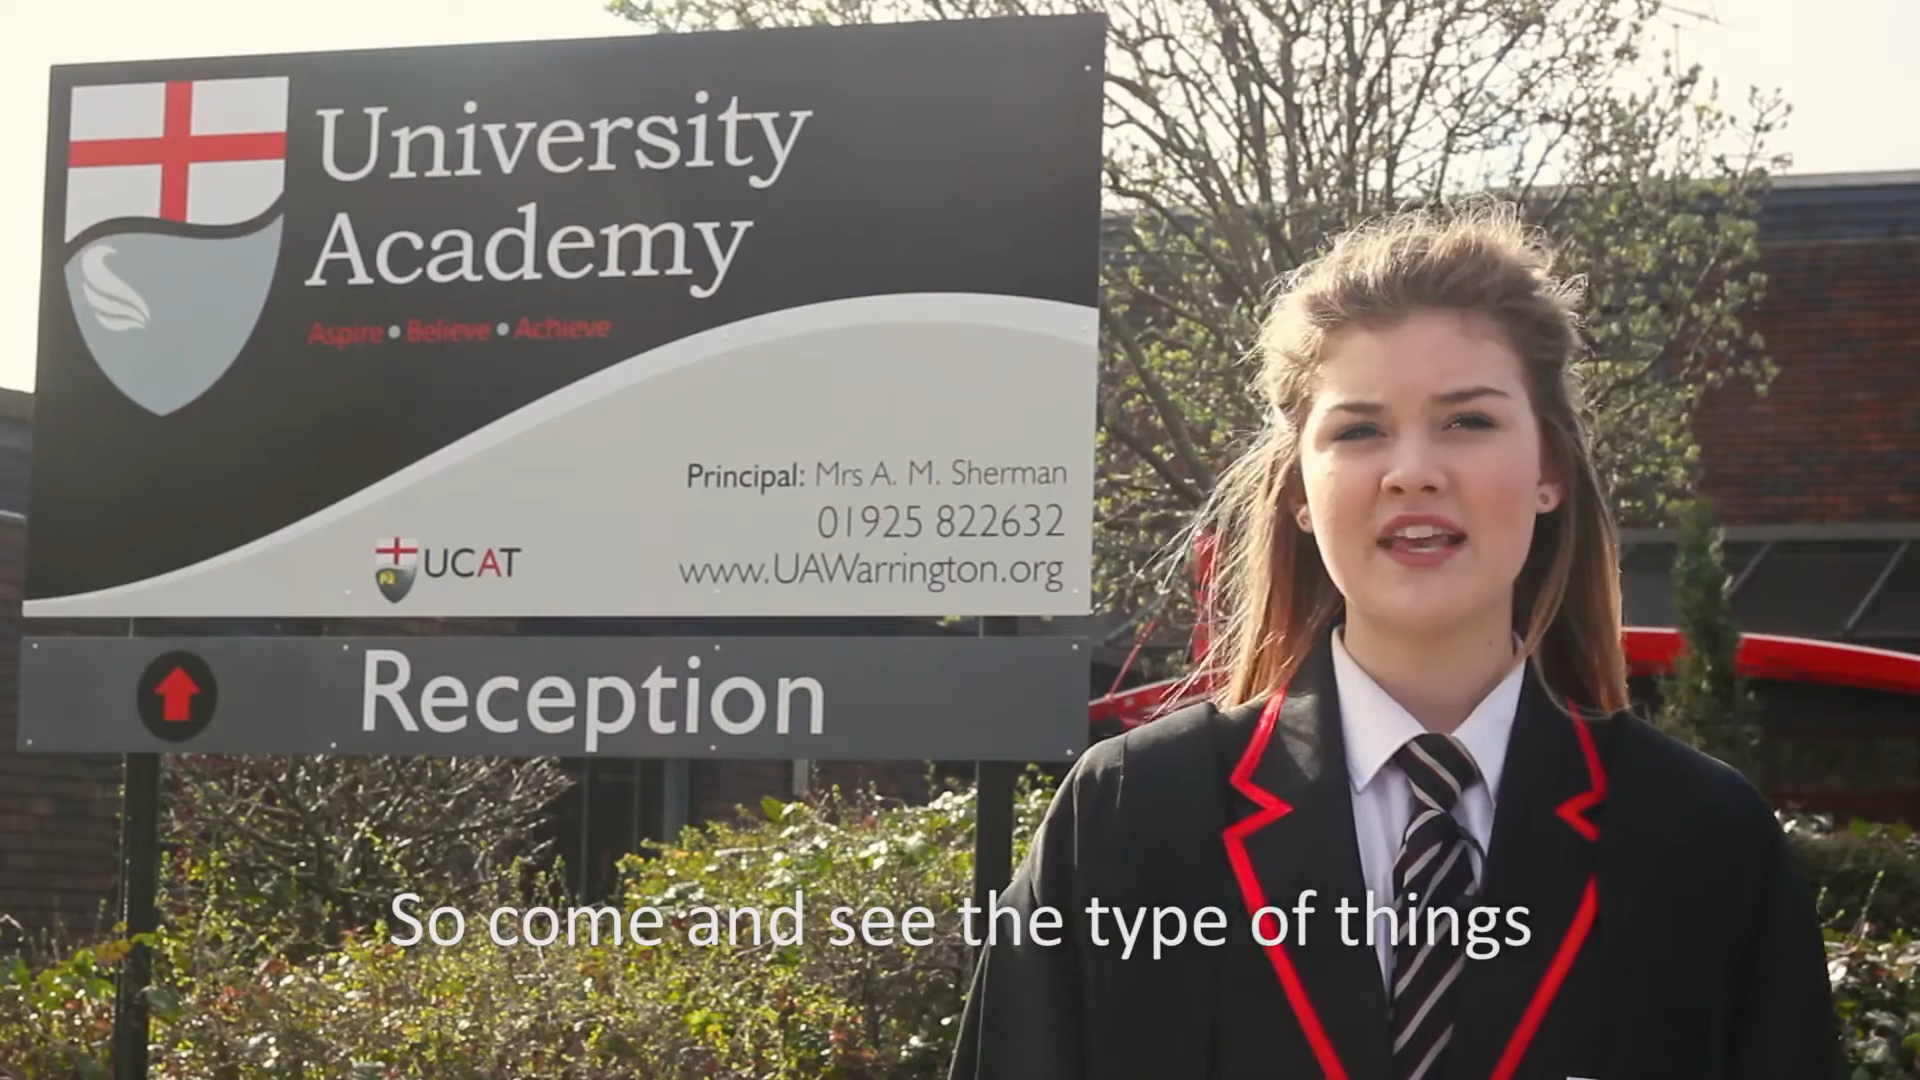 University
Academy
Aspire • Believe • Achieve
Principal: Mrs A. M. Sherman
01925 822632
www.UAWarrington.org
UCAT
Reception
So come and see the type of things